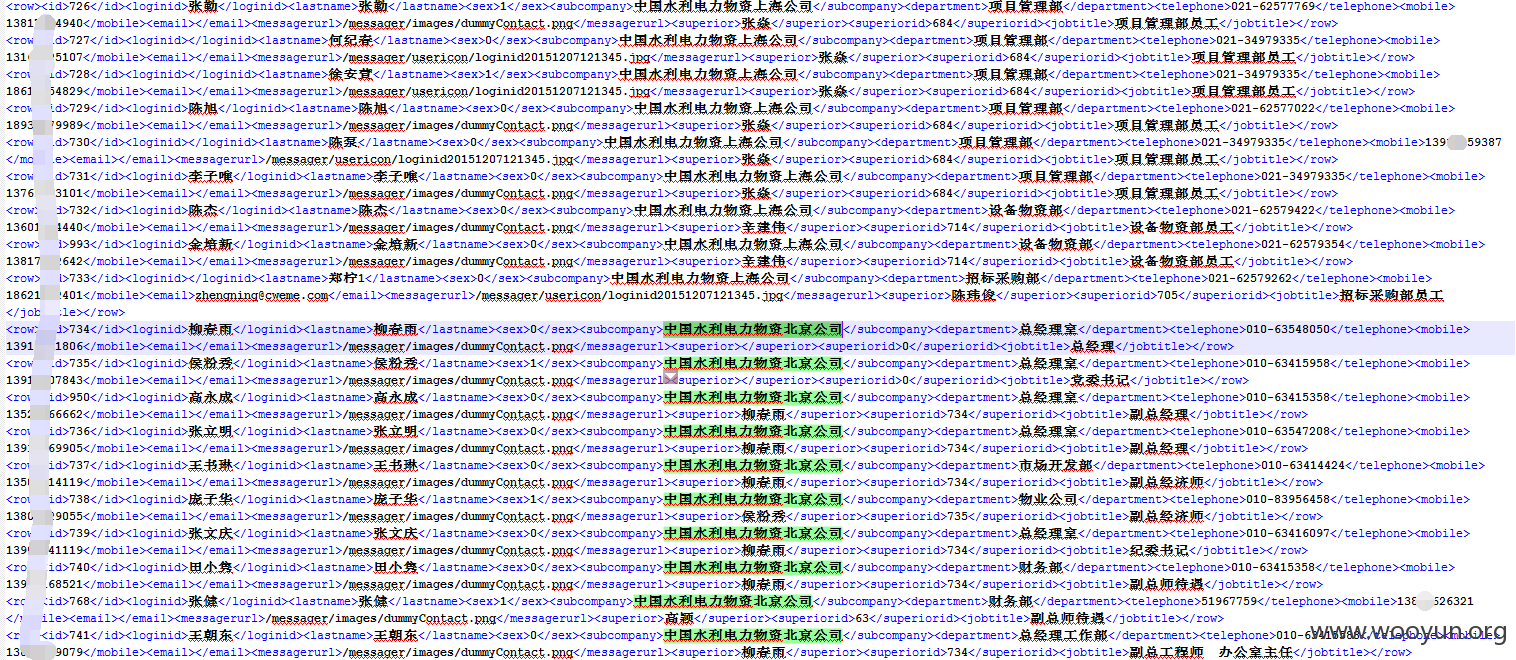 <row><id>726</id><loginid>张勤</loginid><lastname>张勤</lastname><sex>1</sex><subcompany>中国水利电力物资上海公司</subcompany><department>项目管理部</department><telephone>021-62577769</telephone><mobile>
1381 4940</mobile><email></email><messagerurl>/messager/images/dummyContact.png</messagerurl><superior>张焱</superior><superiorid>684</superiorid><jobtitle>项目管理部员工</jobtitle></row>
<row id>727</id><loginid></loginid><lastname>何纪春</lastname><sex>0</sex><subcompany>中国水利电力物资上海公司</subcompany><department>项目管理部</department><telephone>021-34979335</telephone><mobile>
1310 5107</mobile><email></email><messagerurl>/messager/usericon/loginid20151207121345.jpg</messagerurl><superior>张焱</superior><superiorid>684</superiorid><jobtitle>项目管理部员工</jobtitle></row>
<row id>728</id><loginid></loginid><lastname>徐安萱</lastname><sex>1</sex><subcompany>中国水利电力物资上海公司</subcompany><department>项目管理部</department><telephone>021-34979335</telephone><mobile>
1861 64829</mobile><email></email><messagerurl>/messager/usericon/loginid20151207121345.jpg</messagerurl><superior>张焱</superior><superiorid>684</superiorid><jobtitle>项目管理部员工</jobtitle></row>
<row id>729</id><loginid>陈旭</loginid><lastname>陈旭</lastname><sex>0</sex><subcompany>中国水利电力物资上海公司</subcompany><department>项目管理部</department><telephone>021-62577022</telephone><mobile>
1893 79989</mobile><email></email><messagerurl>/messager/images/dummyContact.png</messagerurl><superior>张焱</superior><superiorid>684</superiorid><jobtitle>项目管理部员工</jobtitle></row>
<row id>730</id><loginid></loginid><lastname>陈磊</lastname><sex>0</sex><subcompany>中国水利电力物资上海公司</subcompany><department>项目管理部</department><telephone>021-34979335</telephone><mobile>139 59387
</mobile><email></email><messagerurl>/messager/usericon/loginid20151207121345.jpg</messagerurl><superior>张焱</superior><superiorid>684</superiorid><jobtitle>项目管理部员工</jobtitle></row>
<row id>731</id><loginid>李子</loginid><lastname>李子</lastname><sex>0</sex><subcompany>中国水利电力物资上海公司</subcompany><department>项目管理部</department><telephone>021-34979335</telephone><mobile>
1376 3101</mobile><email></email><messagerurl>/messager/images/dummyContact.png</messagerurl><superior>张焱</superior><superiorid>684</superiorid><jobtitle>项目管理部员工</jobtitle></row>
<row id>732</id><loginid>陈杰</loginid><lastname>陈杰</lastname><sex>0</sex><subcompany>中国水利电力物资上海公司</subcompany><department>设备物资部</department><telephone>021-62579422</telephone><mobile>
1360 4440</mobile><email></email><messagerurl>/messager/images/dummyContact.png</messagerurl><superior>辛建伟</superior><superiorid>714</superiorid><jobtitle>设备物资部员工</jobtitle></row>
<row id>993</id><loginid>金培新</loginid><lastname>金培新</lastname><sex>0</sex><subcompany>中国水利电力物资上海公司</subcompany><department>设备物资部</department><telephone>021-62579354</telephone><mobile>
1381 2642</mobile><email></email><messagerurl>/messager/images/dummyContact.png</messagerurl><superior>辛建伟</superior><superiorid>714</superiorid><jobtitle>设备物资部员工</jobtitle></row>
<row id>733</id><loginid></loginid><lastname>郑柠1</lastname><sex>0</sex><subcompany>中国水利电力物资上海公司</subcompany><department>招标采购部</department><telephone>021-62579262</telephone><mobile>
1862 2401</mobile><email>zhengning@cweme.com</email><messagerurl>/messager/usericon/loginid20151207121345.jpg</messagerurl><superior>陈玮俊</superior><superiorid>705</superiorid><jobtitle>招标采购部员工
</jobtitle></row>
<row id>734</id><loginid>柳春雨</loginid><lastname>柳春雨</lastname><sex>0</sex><subcompany>中国水利电力物资北京公司</subcompany><department>总经理室</department><telephone>010-63548050</telephone><mobile>
1391 1806</mobile><email></email><messagerurl>/messager/images/dummyContact.png</messagerurl><superior></superior><superiorid>0</superiorid><jobtitle>总经理</jobtitle></row>
<row id>735</id><loginid>侯粉秀</loginid><lastname>侯粉秀</lastname><sex>1</sex><subcompany>中国水利电力物资北京公司</subcompany><department>总经理室</department><telephone>010-63415958</telephone><mobile>
1391 07843</mobile><email></email><messagerurl>/messager/images/dummyContact.png</messagerurl><superior></superior><superiorid>0</superiorid><jobtitle>党委书记</jobtitle></row>
<row id>950</id><loginid>高永成</loginid><lastname>高永成</lastname><sex>0</sex><subcompany>中国水利电力物资北京公司</subcompany><department>总经理室</department><telephone>010-63415358</telephone><mobile>
1352 66662</mobile><email></email><messagerurl>/messager/images/dummyContact.png</messagerurl><superior>柳春雨</superior><superiorid>734</superiorid><jobtitle>副总经理</jobtitle></row>
<row id>736</id><loginid>张立明</loginid><lastname>张立明</lastname><sex>0</sex><subcompany>中国水利电力物资北京公司</subcompany><department>总经理室</department><telephone>010-63547208</telephone><mobile>
139 69905</mobile><email></email><messagerurl>/messager/images/dummyContact.png</messagerurl><superior>柳春雨</superior><superiorid>734</superiorid><jobtitle>副总经理</jobtitle></row>
<row id>737</id><loginid>王书琳</loginid><lastname>王书琳</lastname><sex>0</sex><subcompany>中国水利电力物资北京公司</subcompany><department>市场开发部</department><telephone>010-63414424</telephone><mobile>
135 14119</mobile><email></email><messagerurl>/messager/images/dummyContact.png</messagerurl><superior>柳春雨</superior><superiorid>734</superiorid><jobtitle>副总经济师</jobtitle></row>
<row id>738</id><loginid>庞子华</loginid><lastname>庞子华</lastname><sex>1</sex><subcompany>中国水利电力物资北京公司</subcompany><department>物业公司</department><telephone>010-83956458</telephone><mobile>
1380 29055</mobile><email></email><messagerurl>/messager/images/dummyContact.png</messagerurl><superior>侯粉秀</superior><superiorid>735</superiorid><jobtitle>副总经济师</jobtitle></row>
<row id>739</id><loginid>张文庆</loginid><lastname>张文庆</lastname><sex>0</sex><subcompany>中国水利电力物资北京公司</subcompany><department>总经理室</department><telephone>010-63416097</telephone><mobile>
1390 41119</mobile><email></email><messagerurl>/messager/images/dummyContact.png</messagerurl><superior>柳春雨</superior><superiorid>734</superiorid><jobtitle>纪委书记</jobtitle></row>
<row id>740</id><loginid>田小隽</loginid><lastname>田小隽</lastname><sex>0</sex><subcompany>中国水利电力物资北京公司</subcompany><department>财务部</department><telephone>010-63415358</telephone><mobile>
139 68521</mobile><email></email><messagerurl>/messager/images/dummyContact.png</messagerurl><superior>柳春雨</superior><superiorid>734</superiorid><jobtitle>副总师待遇</jobtitle></row>
<row id>768</id><loginid>张健</loginid><lastname>张健</lastname><sex>1</sex><subcompany>中国水利电力物资北京公司</subcompany><department>财务部</department><telephone>51967759</telephone><mobile>138 526321
</mobile><email></email><messagerurl>/messager/images/dummyContact.png</messagerurl><superior>高颖</superior><superiorid>63</superiorid><jobtitle>副总师待遇</jobtitle></row>
<row id>741</id><loginid>王朝东</loginid><lastname>王朝东</lastname><sex>0</sex><subcompany>中国水利电力物资北京公司</subcompany><department>总经理工作部</department><telephone>010-63415588</telephone><mobile>
138 9079</mobile><email></email><messagerurl>/messager/images/dummyContact.png</messagerurl><superior>柳春雨</superior><superiorid>734</superiorid><jobtitle>副总工程师 办公室主任</jobtitle></row>
www.wooyun.org